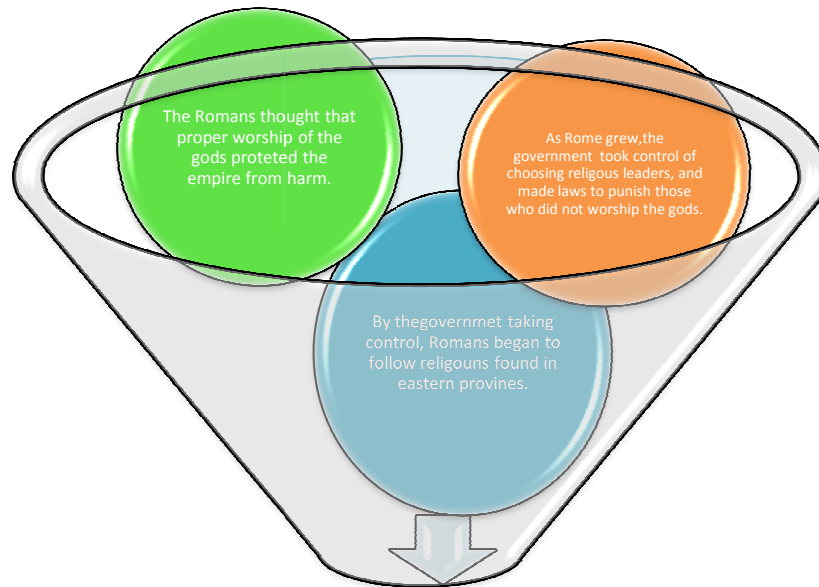 The Romans thought that
proper worship of the
gods proteted the
empire from harm.
As Rome grew,the
government took control of
choosing religous leaders, and
made laws to punish those
who did not worship the gods.
By thegovernmet taking
control, Romans began to
follow religouns found in
eastern provines.